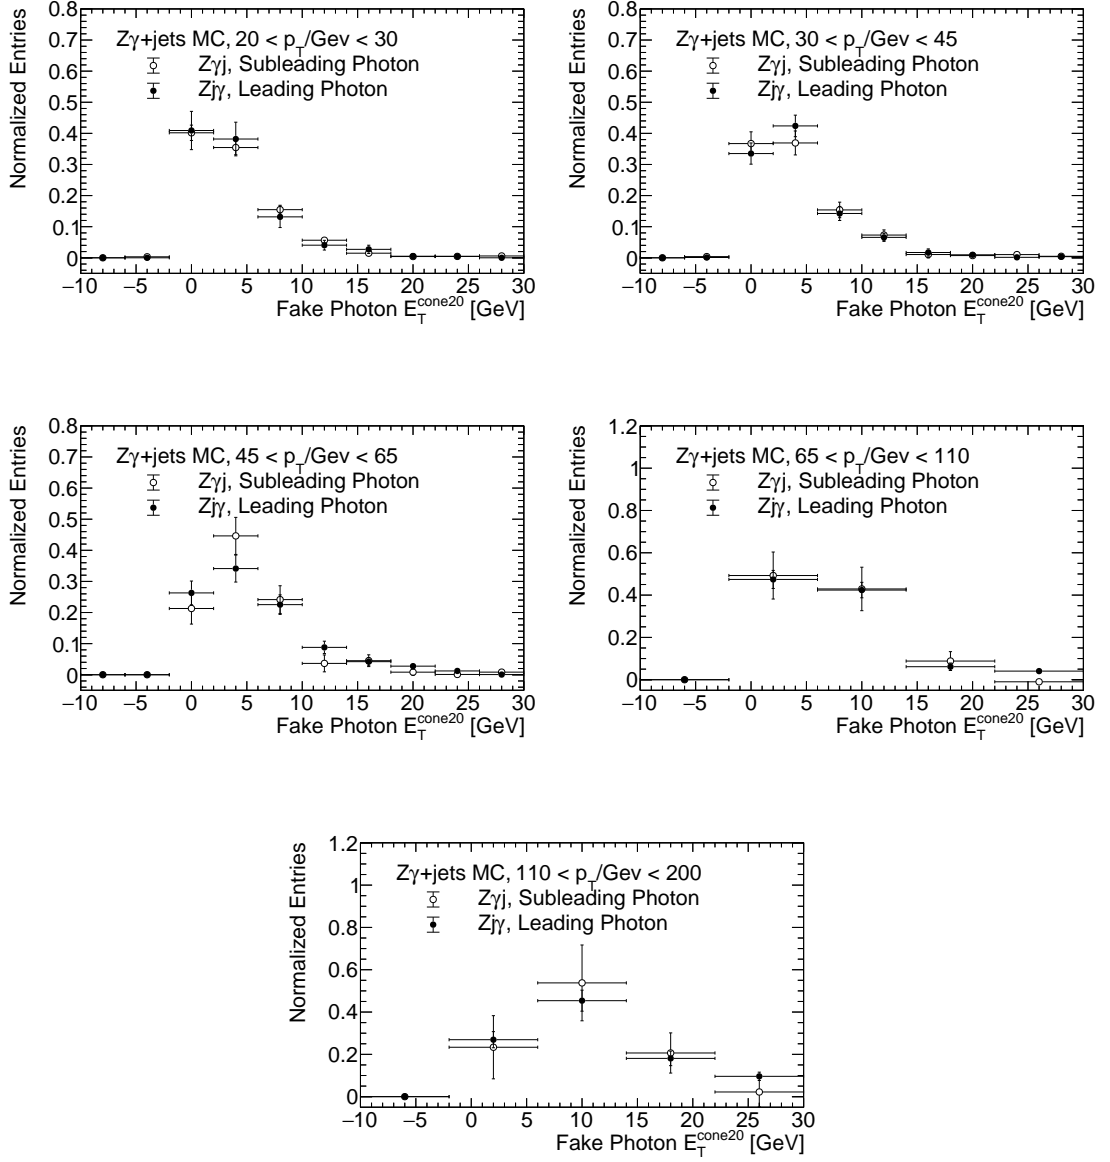 Normalized Entries
0.8
0.7
0.6
0.5
0.4
0.3
0.2
0.1
0
Zγ+jets MC, 20 < p_T/Gev < 30
Zγj, Subleading Photon
Zjγ, Leading Photon
−10 −5 0 5 10 15 20 25 30
Fake Photon E_T^cone20 [GeV]
Normalized Entries
0.8
0.7
0.6
0.5
0.4
0.3
0.2
0.1
0
Zγ+jets MC, 30 < p_T/Gev < 45
Zγj, Subleading Photon
Zjγ, Leading Photon
−10 −5 0 5 10 15 20 25 30
Fake Photon E_T^cone20 [GeV]
Normalized Entries
0.8
0.7
0.6
0.5
0.4
0.3
0.2
0.1
0
Zγ+jets MC, 45 < p_T/Gev < 65
Zγj, Subleading Photon
Zjγ, Leading Photon
−10 −5 0 5 10 15 20 25 30
Fake Photon E_T^cone20 [GeV]
Normalized Entries
1.2
1
0.8
0.6
0.4
0.2
0
Zγ+jets MC, 65 < p_T/Gev < 110
Zγj, Subleading Photon
Zjγ, Leading Photon
−10 −5 0 5 10 15 20 25 30
Fake Photon E_T^cone20 [GeV]
Normalized Entries
1.2
1
0.8
0.6
0.4
0.2
0
Zγ+jets MC, 110 < p_T/Gev < 200
Zγj, Subleading Photon
Zjγ, Leading Photon
−10 −5 0 5 10 15 20 25 30
Fake Photon E_T^cone20 [GeV]